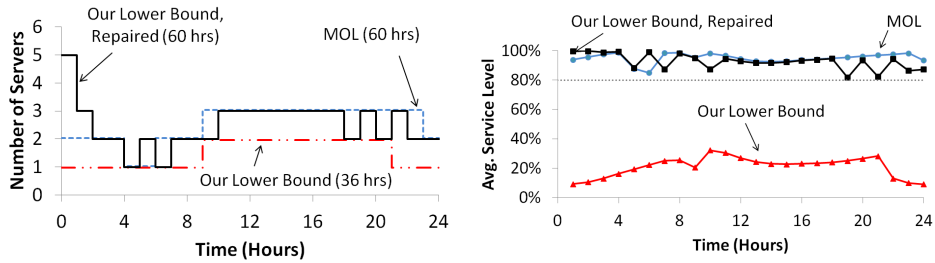 Our Lower Bound,
Repaired (60 hrs)
MOL (60 hrs)
Our Lower Bound (36 hrs)
Number of Servers
6
5
4
3
2
1
0
0 4 8 12 16 20 24
Time (Hours)
Our Lower Bound, Repaired
MOL
Our Lower Bound
Avg. Service Level
100%
80%
60%
40%
20%
0%
0 4 8 12 16 20 24
Time (Hours)